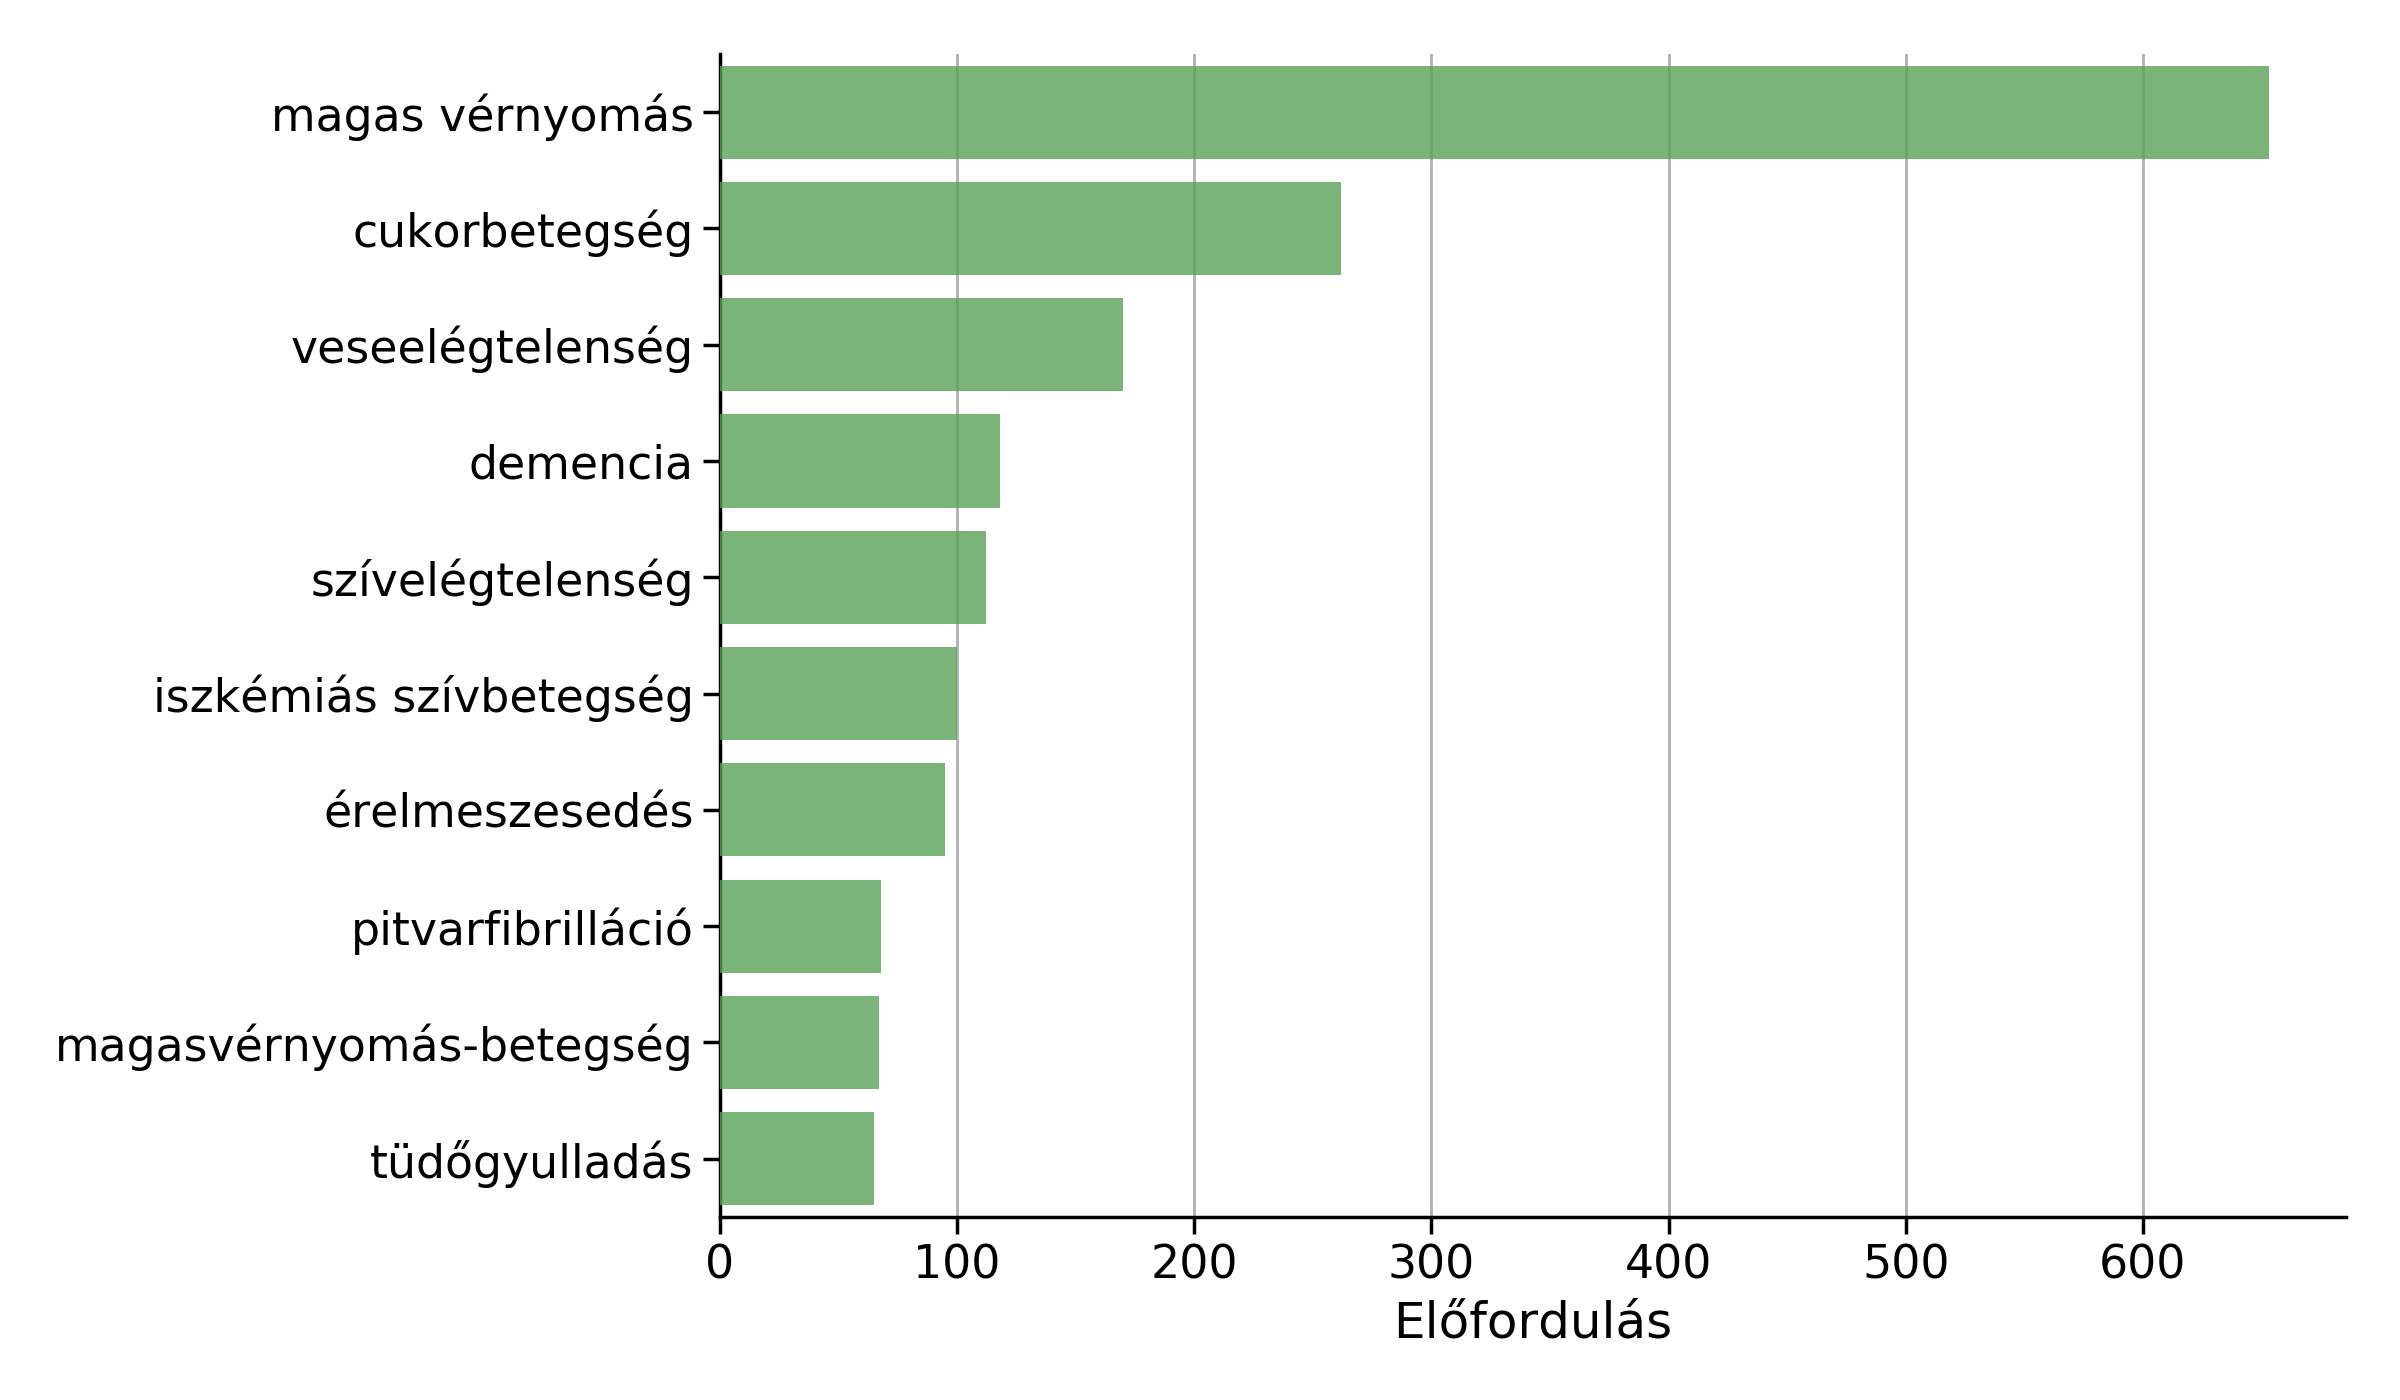 magas vérnyomás
cukorbetegség
veseelégtelenség
demencia
szívelégtelenség
iszkémiás szívbetegség
érelmeszesedés
pitvarfibrilláció
magasvérnyomás-betegség
tüdőgyulladás
0 100 200 300 400 500 600
Előfordulás